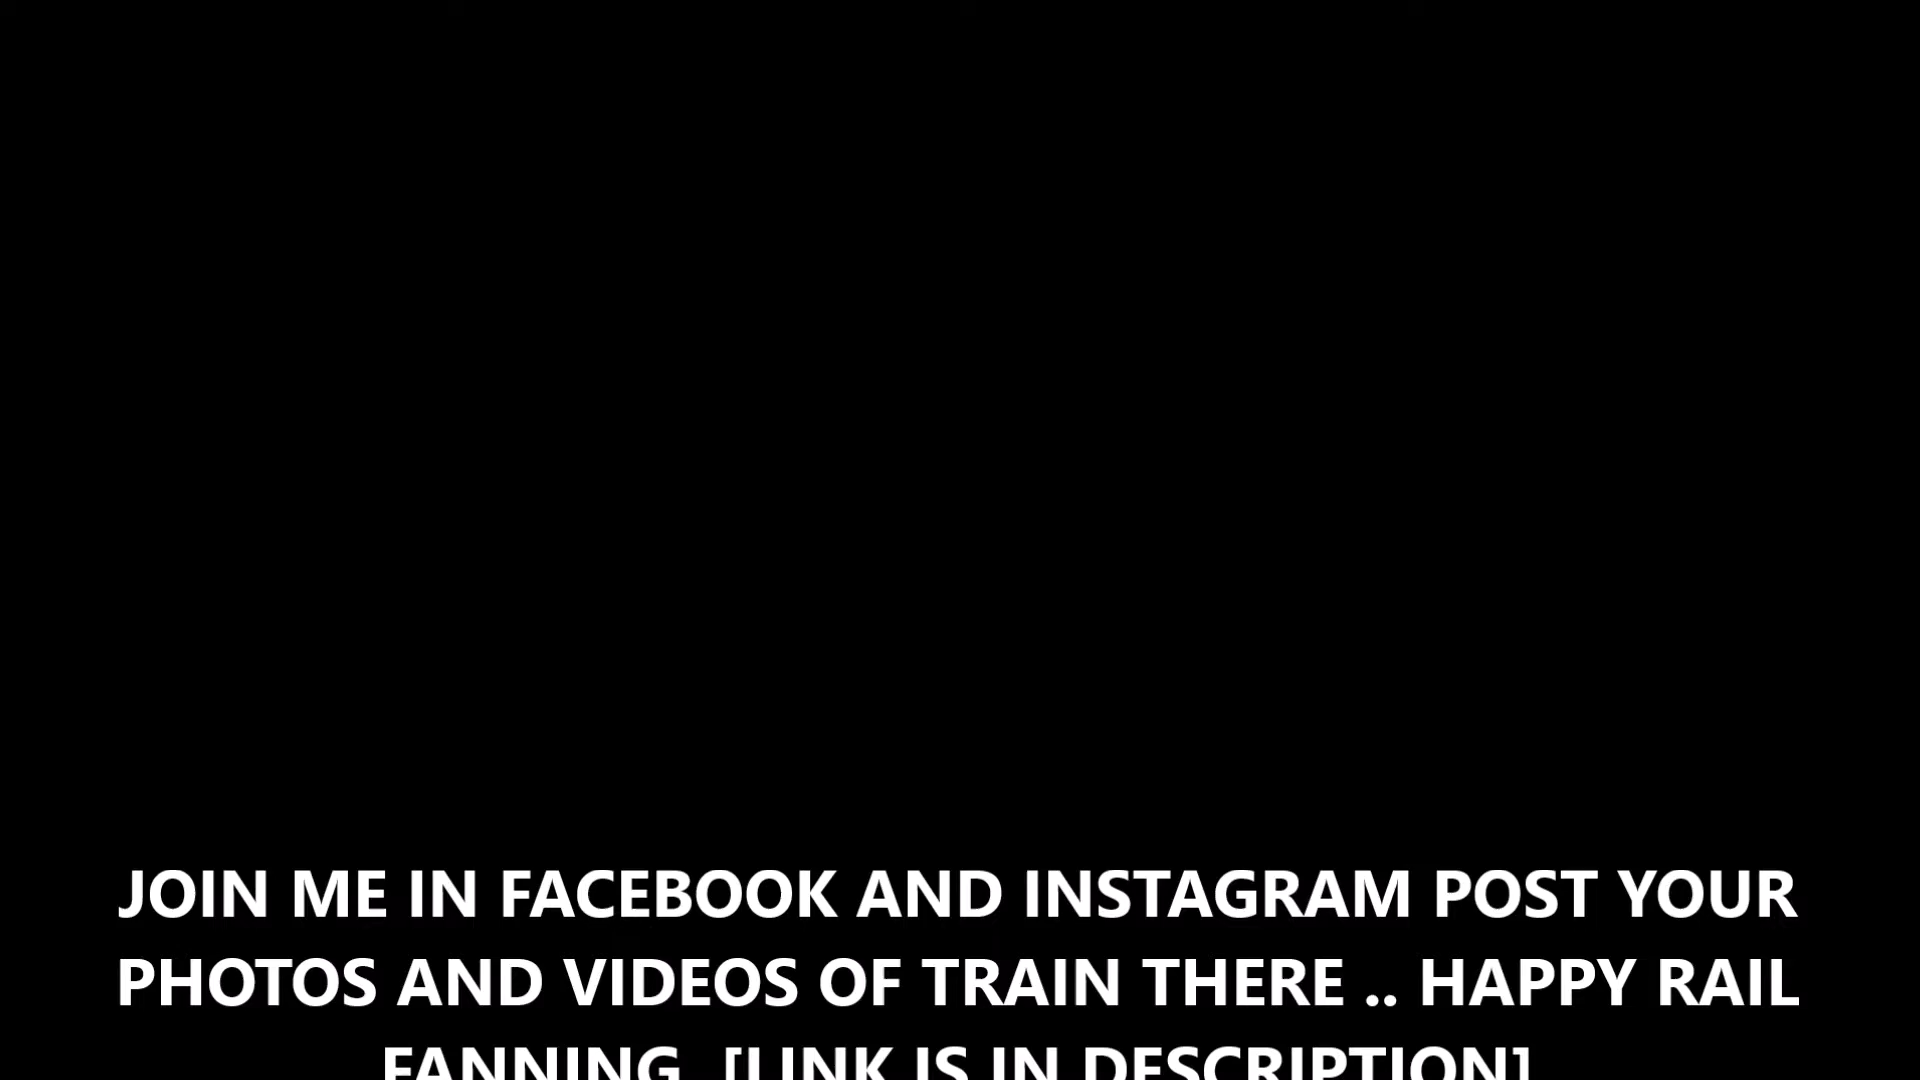 JOIN ME IN FACEBOOK AND INSTAGRAM POST YOUR
PHOTOS AND VIDEOS OF TRAIN THERE .. HAPPY RAIL
FANNING [LINK IS IN DESCRIPTION]